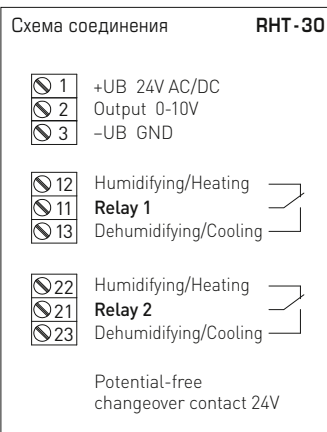 Схема соединения RHT-30
1 +UB 24V AC/DC
2 Output 0-10V
3 –UB GND
12 Humidifying/Heating
11 Relay 1
13 Dehumidifying/Cooling
22 Humidifying/Heating
21 Relay 2
23 Dehumidifying/Cooling
Potential-free
changeover contact 24V